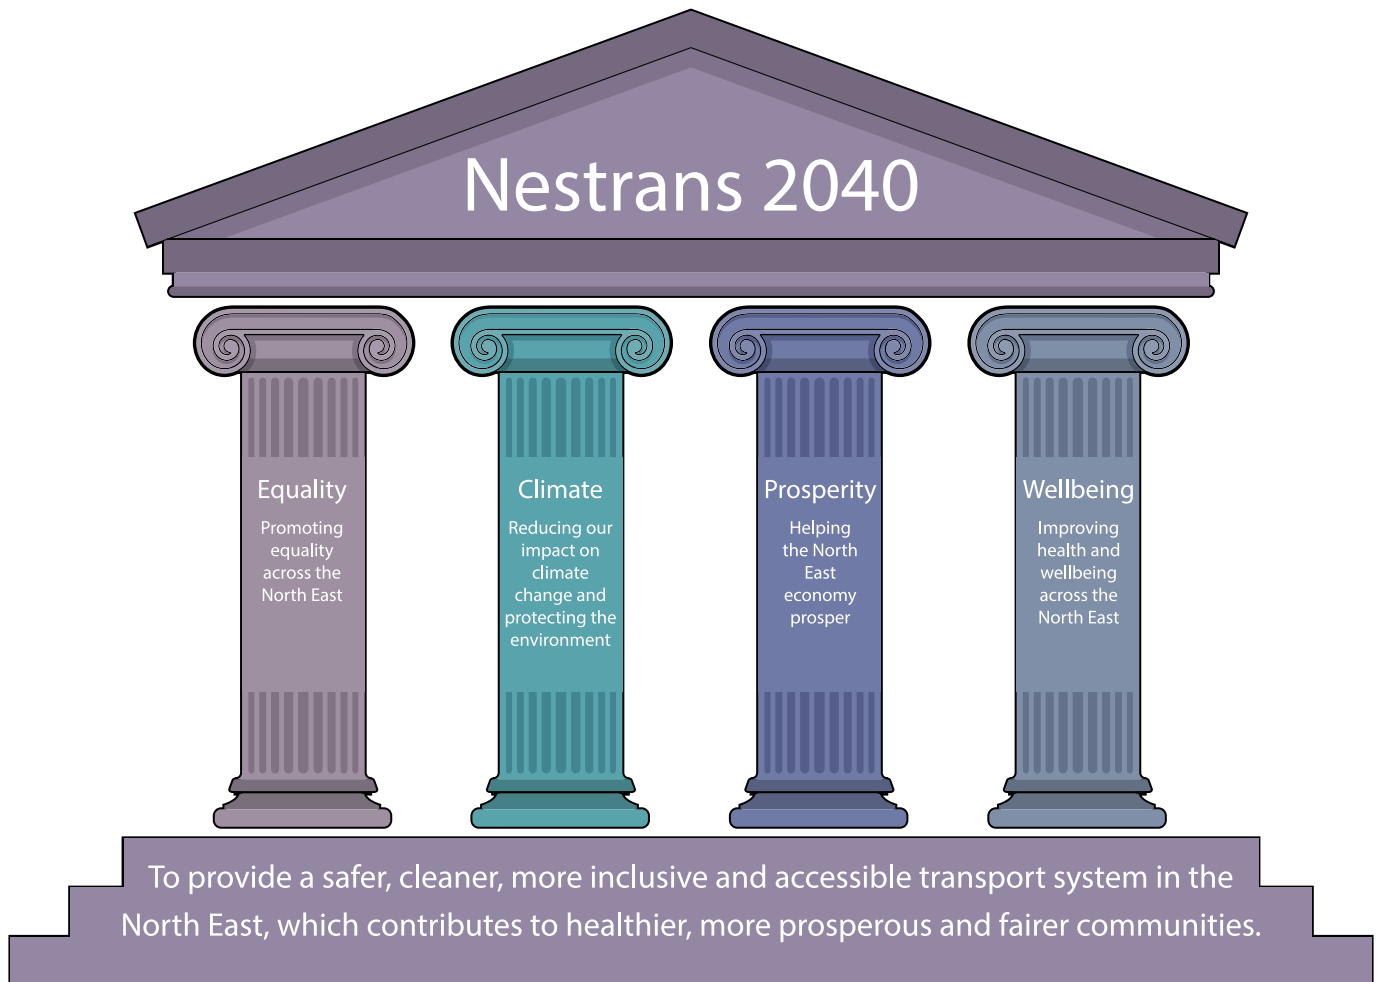 Nestrans 2040
Equality
Promoting
equality
across the
North East
Climate
Reducing our
impact on
climate
change and
protecting the
environment
Prosperity
Helping
the North
East
economy
prosper
Wellbeing
Improving
health and
wellbeing
across the
North East
To provide a safer, cleaner, more inclusive and accessible transport system in the
North East, which contributes to healthier, more prosperous and fairer communities.